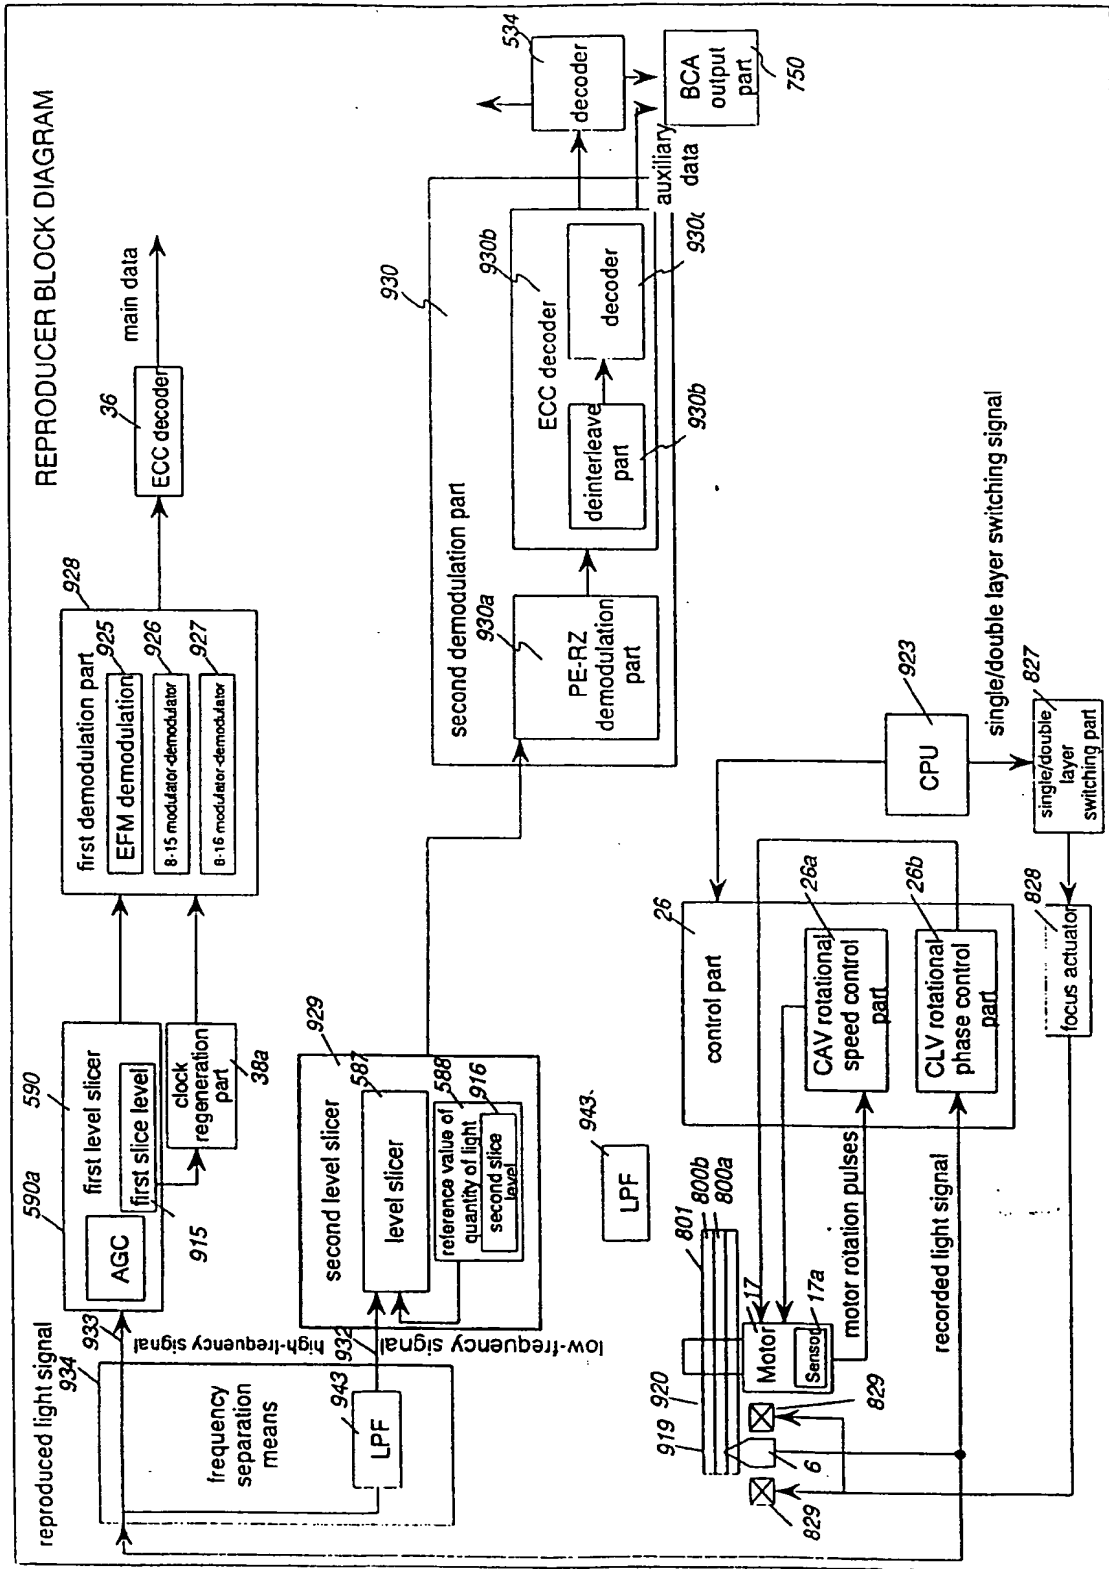 REPRODUCER BLOCK DIAGRAM
reproduced light signal
934
933
high-frequency signal
frequency
separation
means
943
LPF
932
low-frequency signal
590a
590
first level slicer
AGC
first slice level
915
clock
regeneration
part
38a
928
first demodulation part
925
EFM demodulation
926
8-15 modulator-demodulator
927
8-16 modulator-demodulator
36
ECC decoder
main data
929
second level slicer
587
level slicer
588
reference value of
quantity of light
916
second slice
level
930
second demodulation part
930a
PE-RZ
demodulation
part
930b
ECC decoder
deinterleave
part
930b
decoder
930c
auxiliary
data
534
decoder
BCA
output
part
750
943
LPF
919
920
801
800b
800a
17
Motor
17a
Sensor
829
829
6
motor rotation pulses
recorded light signal
26
control part
26a
CAV rotational
speed control
part
26b
CLV rotational
phase control
part
923
CPU
single/double layer switching signal
827
single/double
layer
switching part
828
focus actuator